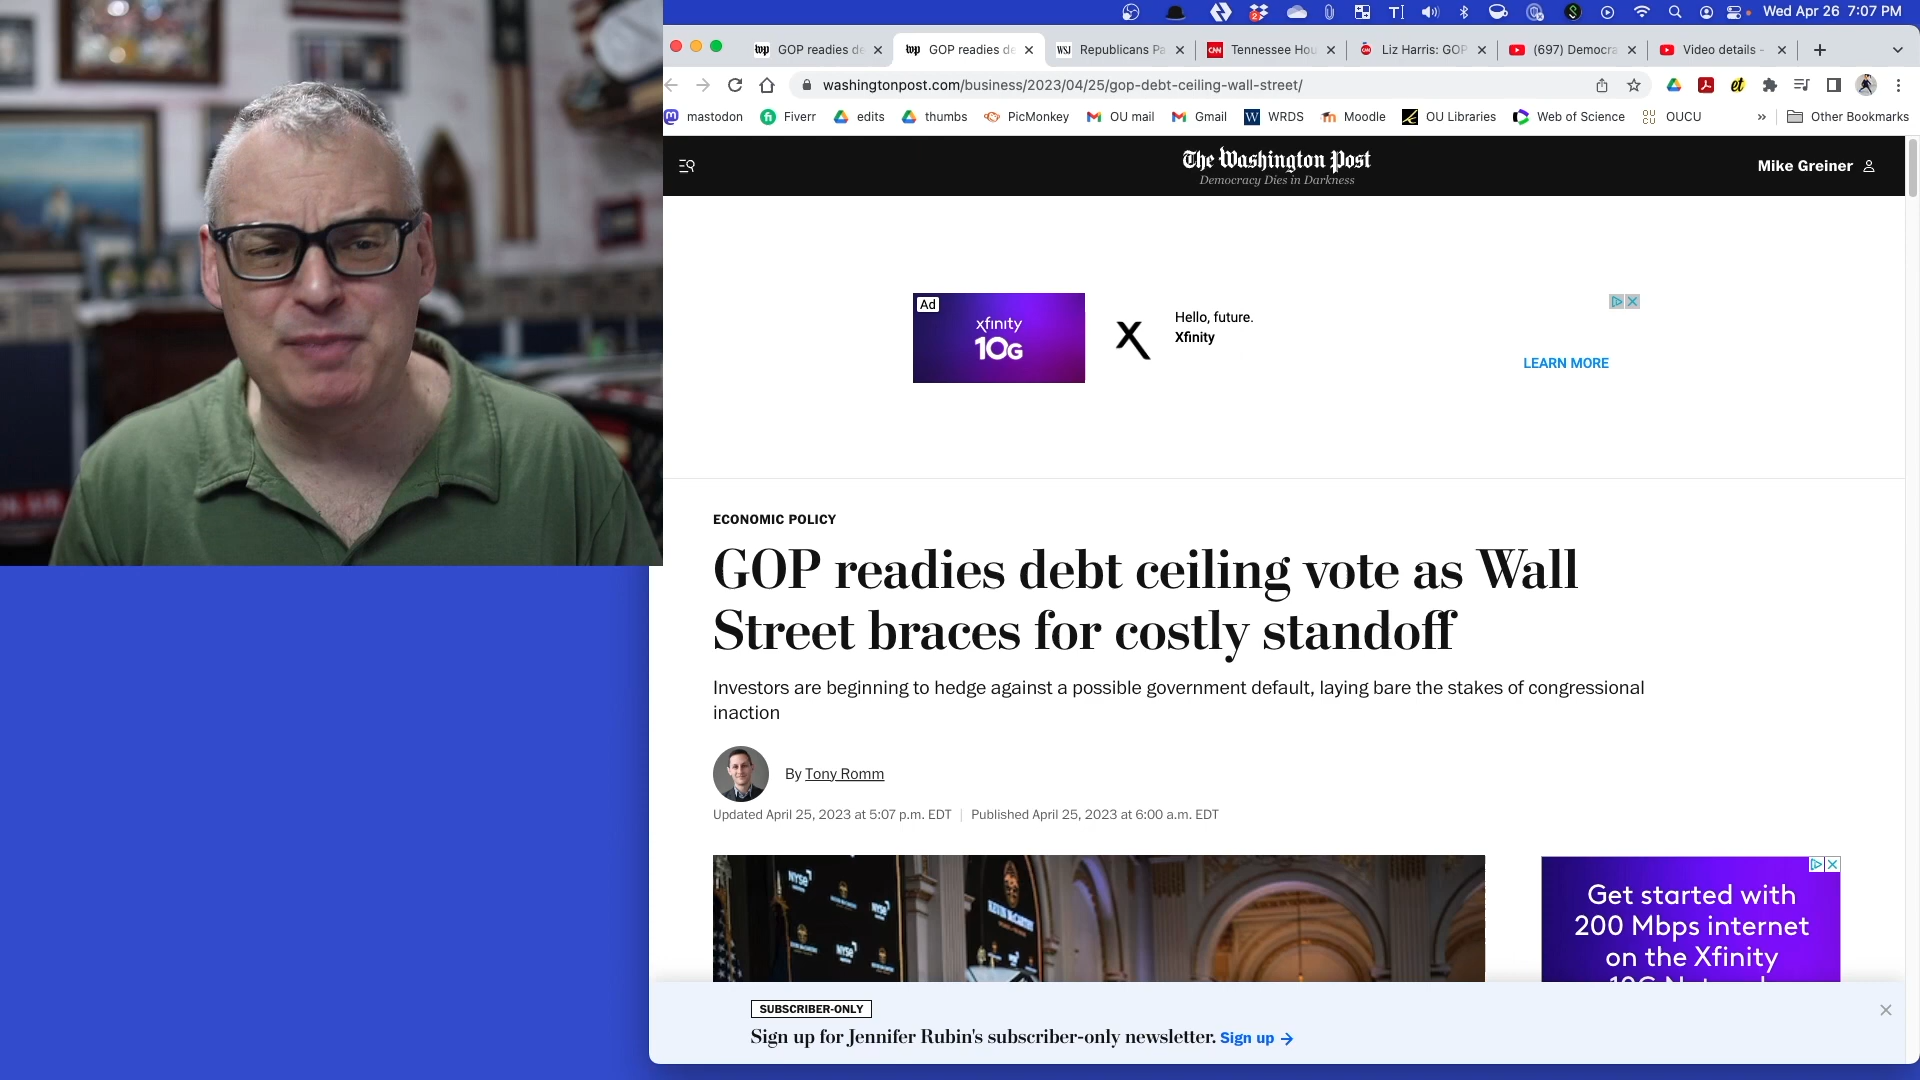 Wed Apr 26 7:07 PM
GOP readies de
GOP readies de
WSJ Republicans Pa
CNN Tennessee Hou
Liz Harris: GOP
(697) Democra
Video details -
washingtonpost.com/business/2023/04/25/gop-debt-ceiling-wall-street/
mastodon Fiverr edits thumbs PicMonkey OU mail Gmail WRDS Moodle OU Libraries Web of Science OUCU » Other Bookmarks
The Washington Post
Democracy Dies in Darkness
Mike Greiner
Ad
xfinity
10G
Hello, future.
Xfinity
LEARN MORE
ECONOMIC POLICY
GOP readies debt ceiling vote as Wall
Street braces for costly standoff
Investors are beginning to hedge against a possible government default, laying bare the stakes of congressional
inaction
By Tony Romm
Updated April 25, 2023 at 5:07 p.m. EDT | Published April 25, 2023 at 6:00 a.m. EDT
NYSE
NYSE
NYSE
KEVIN McCARTHY
Get started with
200 Mbps internet
on the Xfinity
SUBSCRIBER-ONLY
Sign up for Jennifer Rubin's subscriber-only newsletter. Sign up →